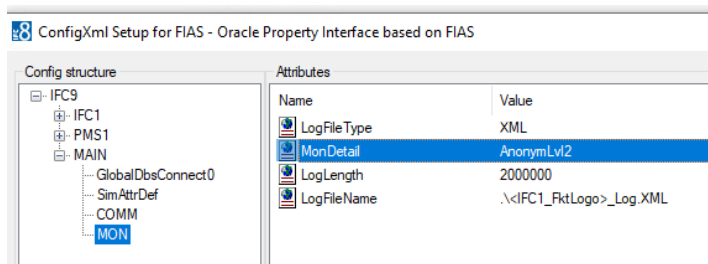 ConfigXml Setup for FIAS - Oracle Property Interface based on FIAS
Config structure
IFC9
IFC1
PMS1
MAIN
GlobalDbsConnect0
SimAttrDef
COMM
MON
Attributes
Name Value
LogFileType XML
MonDetail AnonymLvl2
LogLength 2000000
LogFileName .\<IFC1_FktLogo>_Log.XML